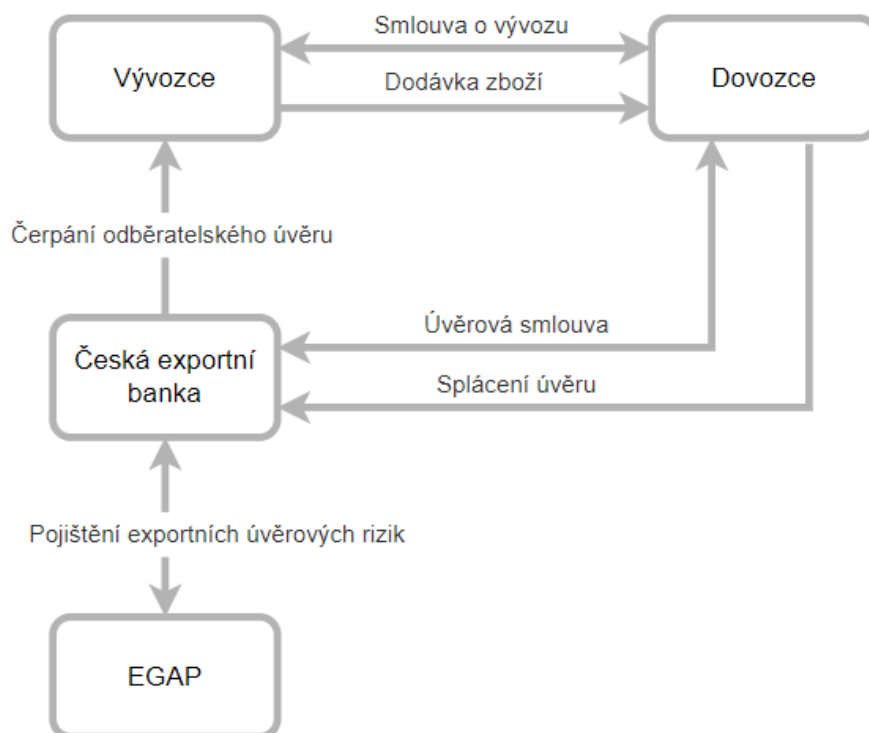 Smlouva o vývozu
Vývozce
Dovozce
Dodávka zboží
Čerpání odběratelského úvěru
Úvěrová smlouva
Česká exportní
banka
Splácení úvěru
Pojištění exportních úvěrových rizik
EGAP